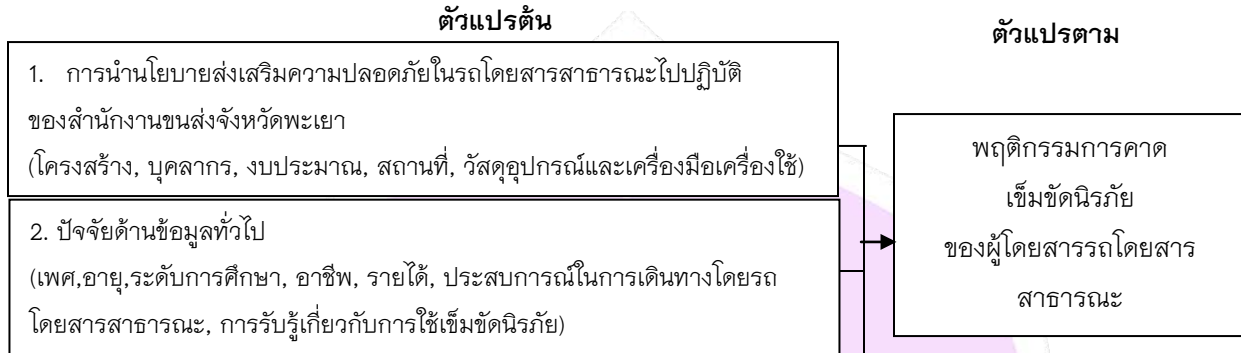 ตัวแปรต้น
ตัวแปรตาม
1. การนำนโยบายส่งเสริมความปลอดภัยในรถโดยสารสาธารณะไปปฏิบัติ
ของสำนักงานขนส่งจังหวัดพะเยา
(โครงสร้าง, บุคลากร, งบประมาณ, สถานที่, วัสดุอุปกรณ์และเครื่องมือเครื่องใช้)
2. ปัจจัยด้านข้อมูลทั่วไป
(เพศ,อายุ,ระดับการศึกษา, อาชีพ, รายได้, ประสบการณ์ในการเดินทางโดยรถ
โดยสารสาธารณะ, การรับรู้เกี่ยวกับการใช้เข็มขัดนิรภัย)
พฤติกรรมการคาด
เข็มขัดนิรภัย
ของผู้โดยสารรถโดยสาร
สาธารณะ